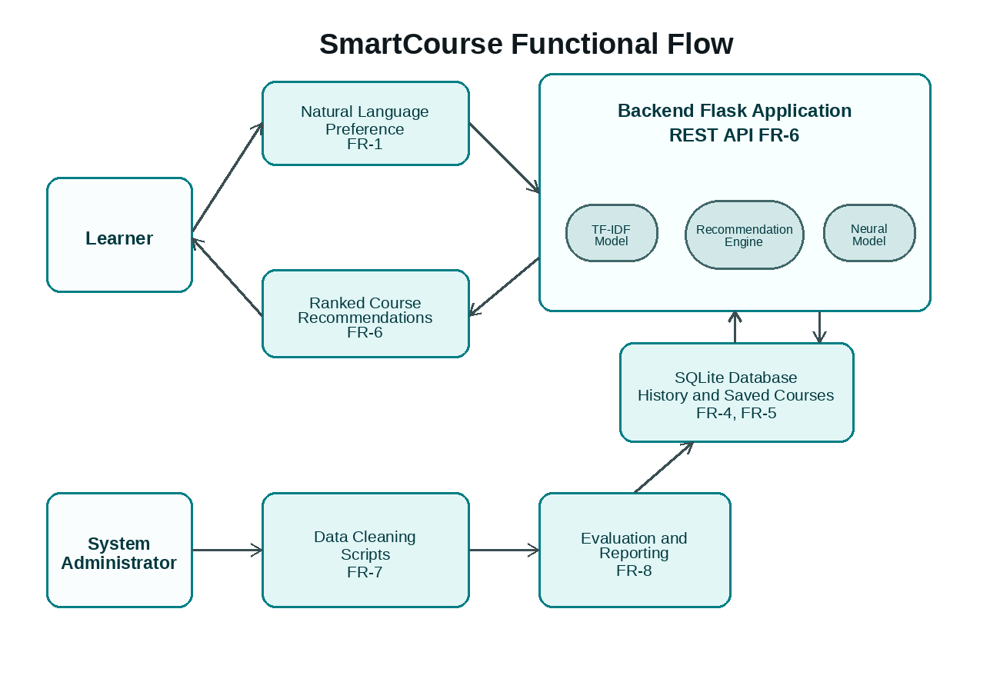 SmartCourse Functional Flow
Natural Language
Preference
FR-1
Backend Flask Application
REST API FR-6
Learner
TF-IDF
Model
Recommendation
Engine
Neural
Model
Ranked Course
Recommendations
FR-6
SQLite Database
History and Saved Courses
FR-4, FR-5
System
Administrator
Data Cleaning
Scripts
FR-7
Evaluation and
Reporting
FR-8